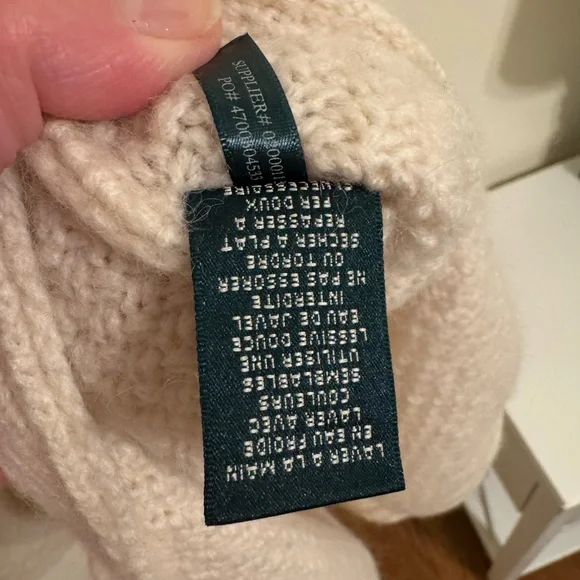 SUPPLIER#
PO#
LAVER A LA MAIN
EN EAU FROIDE
LAVER AVEC
COULEURS
SEMBLABLES
UTILISER UNE
LESSIVE DOUCE
EAU DE JAVEL
INTERDITE
NE PAS ESSORER
OU TORDRE
SECHER A PLAT
REPASSER A
FER DOUX